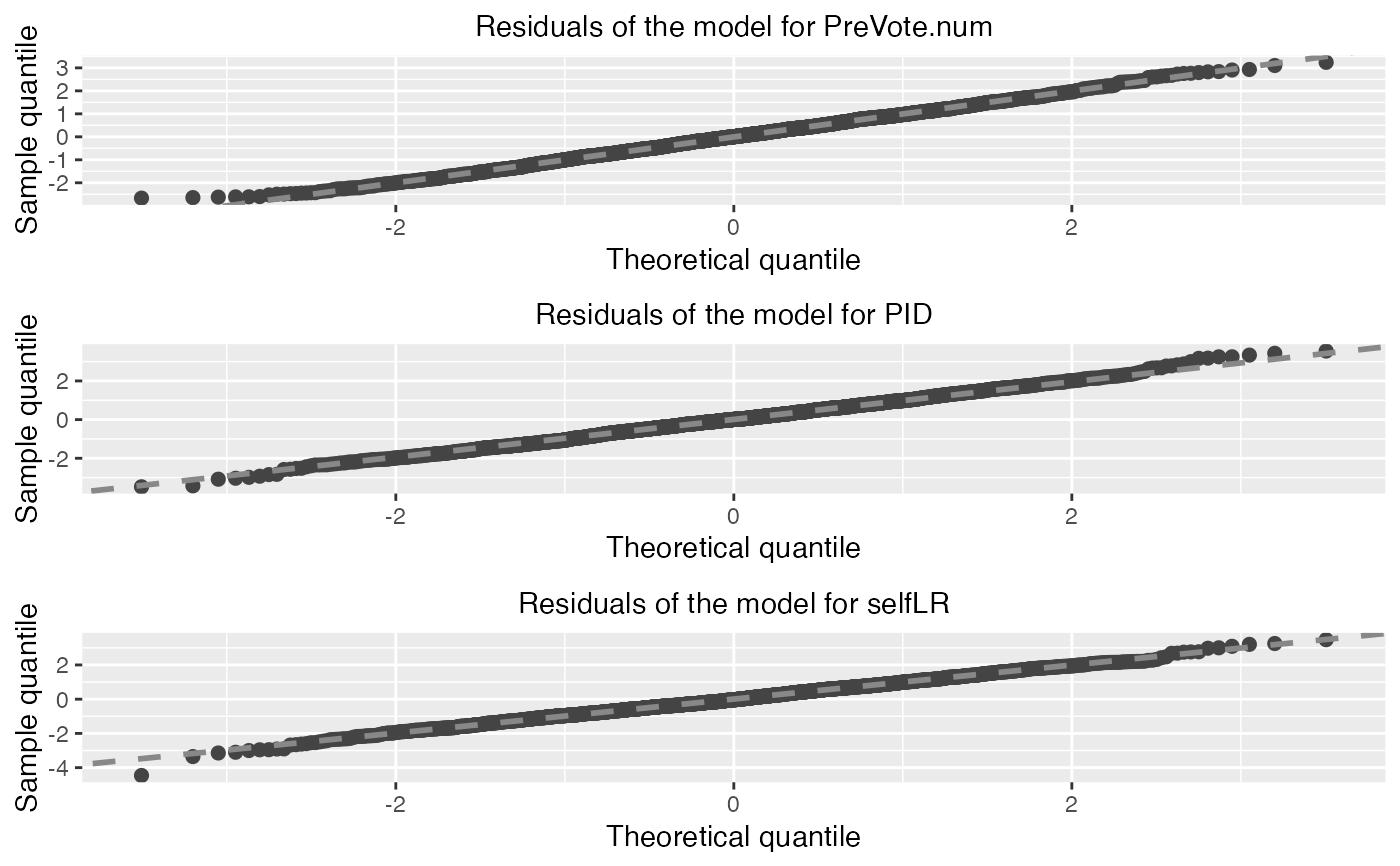 Residuals of the model for PreVote.num
Sample quantile
3
2
1
0
-1
-2
-2 0 2
Theoretical quantile
Residuals of the model for PID
Sample quantile
2
0
-2
-2 0 2
Theoretical quantile
Residuals of the model for selfLR
Sample quantile
2
0
-2
-4
-2 0 2
Theoretical quantile